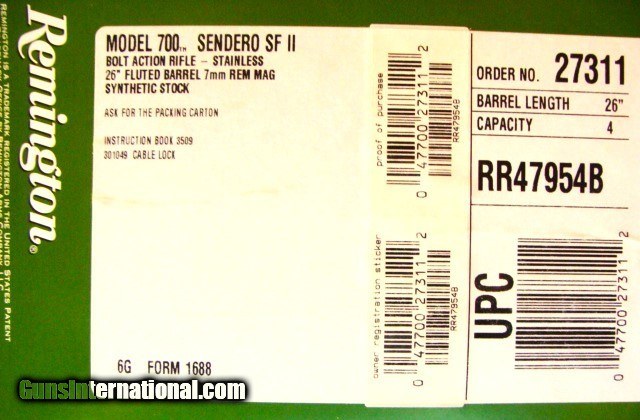 Remington®
REMINGTON IS A TRADEMARK REGISTERED IN THE UNITED STATES PATENT
MODEL 700™ SENDERO SF II
BOLT ACTION RIFLE – STAINLESS
26" FLUTED BARREL 7mm REM MAG
SYNTHETIC STOCK
ASK FOR THE PACKING CARTON
INSTRUCTION BOOK 3509
301049 CABLE LOCK
6G FORM 1688
proof of purchase
0 47700 27311 2
RR47954B
owner registration sticker
0 47700 27311 2
RR47954B
ORDER NO. 27311
BARREL LENGTH 26"
CAPACITY 4
RR47954B
UPC
0 47700 27311 2
GunsInternational.com